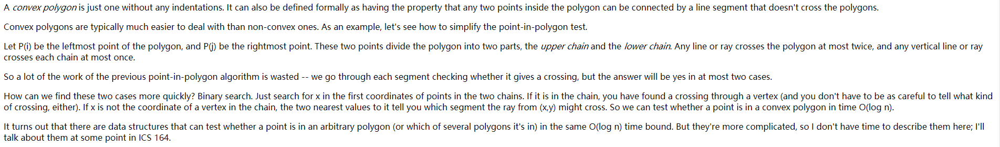 A convex polygon is just one without any indentations. It can also be defined formally as having the property that any two points inside the polygon can be connected by a line segment that doesn't cross the polygons.
Convex polygons are typically much easier to deal with than non-convex ones. As an example, let's see how to simplify the point-in-polygon test.
Let P(i) be the leftmost point of the polygon, and P(j) be the rightmost point. These two points divide the polygon into two parts, the upper chain and the lower chain. Any line or ray crosses the polygon at most twice, and any vertical line or ray
crosses each chain at most once.
So a lot of the work of the previous point-in-polygon algorithm is wasted -- we go through each segment checking whether it gives a crossing, but the answer will be yes in at most two cases.
How can we find these two cases more quickly? Binary search. Just search for x in the first coordinates of points in the two chains. If it is in the chain, you have found a crossing through a vertex (and you don't have to be as careful to tell what kind
of crossing, either). If x is not the coordinate of a vertex in the chain, the two nearest values to it tell you which segment the ray from (x,y) might cross. So we can test whether a point is in a convex polygon in time O(log n).
It turns out that there are data structures that can test whether a point is in an arbitrary polygon (or which of several polygons it's in) in the same O(log n) time bound. But they're more complicated, so I don't have time to describe them here; I'll
talk about them at some point in ICS 164.